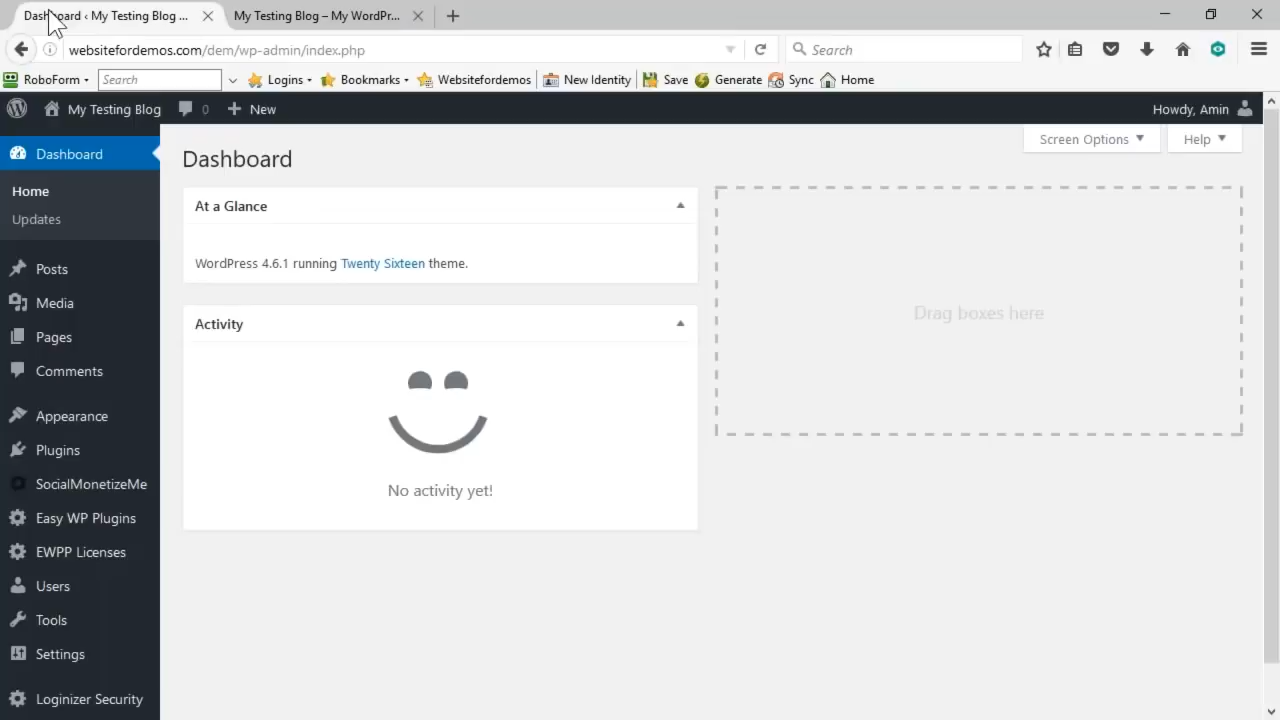 Dashboard ‹ My Testing Blog ...
My Testing Blog – My WordPr...
websitefordemos.com/dem/wp-admin/index.php
Search
RoboForm
Search
Logins
Bookmarks
Websitefordemos
New Identity
Save
Generate
Sync
Home
My Testing Blog
0
New
Howdy, Amin
Dashboard
Home
Updates
Posts
Media
Pages
Comments
Appearance
Plugins
SocialMonetizeMe
Easy WP Plugins
EWPP Licenses
Users
Tools
Settings
Loginizer Security
Screen Options
Help
Dashboard
At a Glance
WordPress 4.6.1 running Twenty Sixteen theme.
Activity
No activity yet!
Drag boxes here